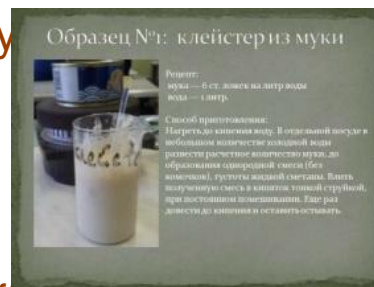 у
Образец №1: клейстер из муки
Рецепт:
мука — 6 ст. ложек на литр воды
вода — 1 литр
Способ приготовления:
Нагреть до кипения воду. В отдельной посуде в
небольшом количестве холодной воды
развести расчетное количество муки, до
образования однородной смеси (без
комочков), густоты жидкой сметаны. Влить
полученную смесь в кипяток тонкой струйкой,
при постоянном помешивании. Еще раз
довести до кипения и оставить остывать.